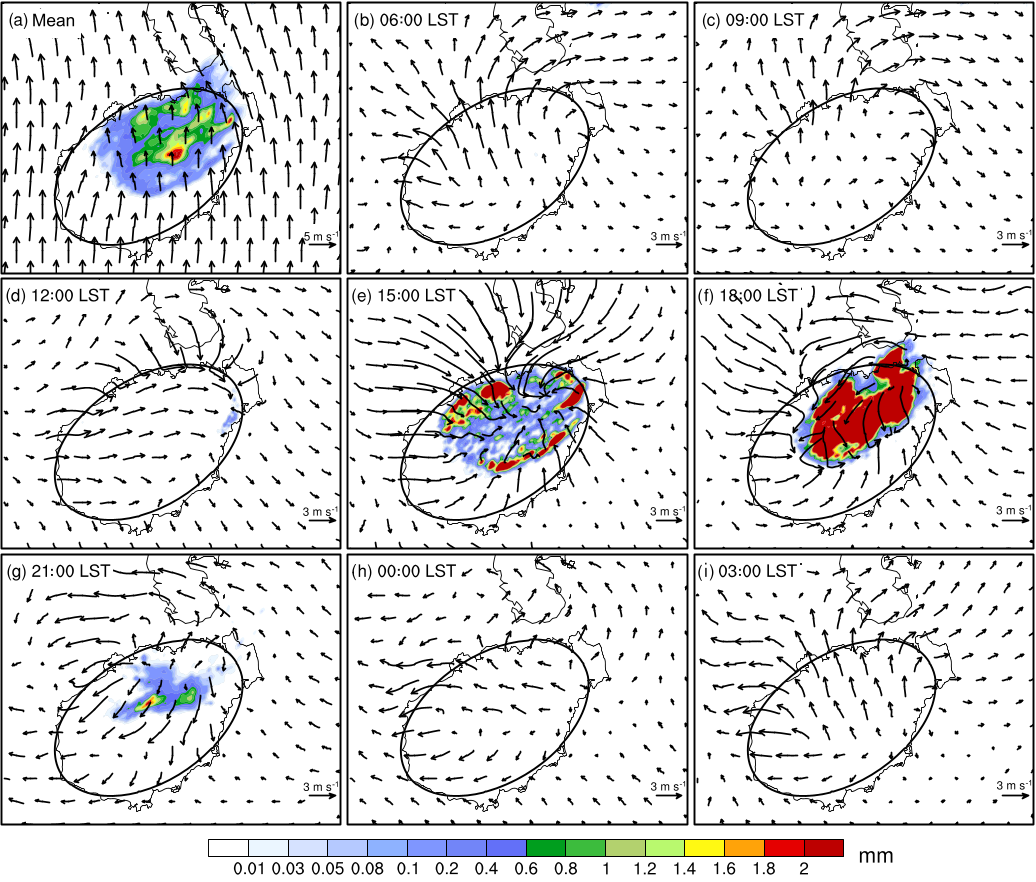 (a) Mean
5 m s-1
(b) 06:00 LST
3 m s-1
(c) 09:00 LST
3 m s-1
(d) 12:00 LST
3 m s-1
(e) 15:00 LST
3 m s-1
(f) 18:00 LST
3 m s-1
(g) 21:00 LST
3 m s-1
(h) 00:00 LST
3 m s-1
(i) 03:00 LST
3 m s-1
0.01 0.03 0.05 0.08 0.1 0.2 0.4 0.6 0.8 1 1.2 1.4 1.6 1.8 2 mm